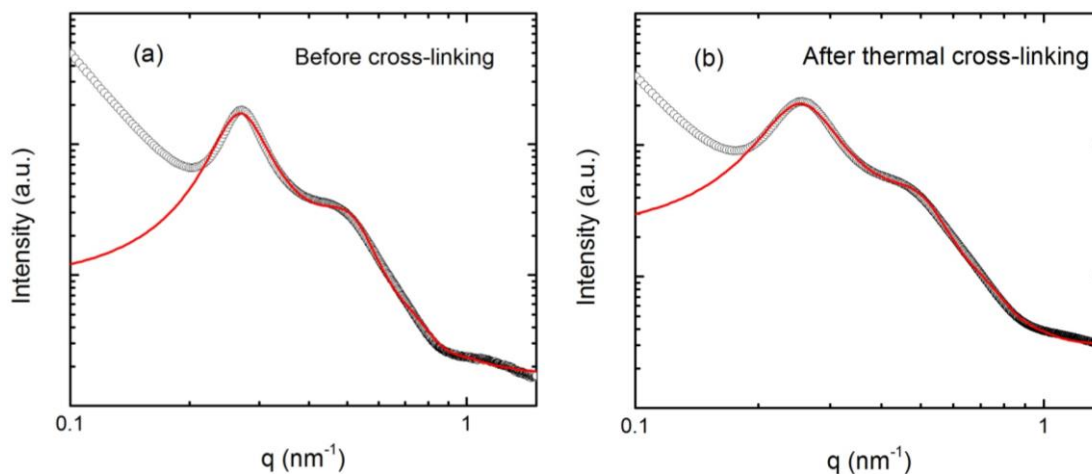 (a) Before cross-linking
Intensity (a.u.)
0.1 1
q (nm⁻¹)
(b) After thermal cross-linking
Intensity (a.u.)
0.1 1
q (nm⁻¹)